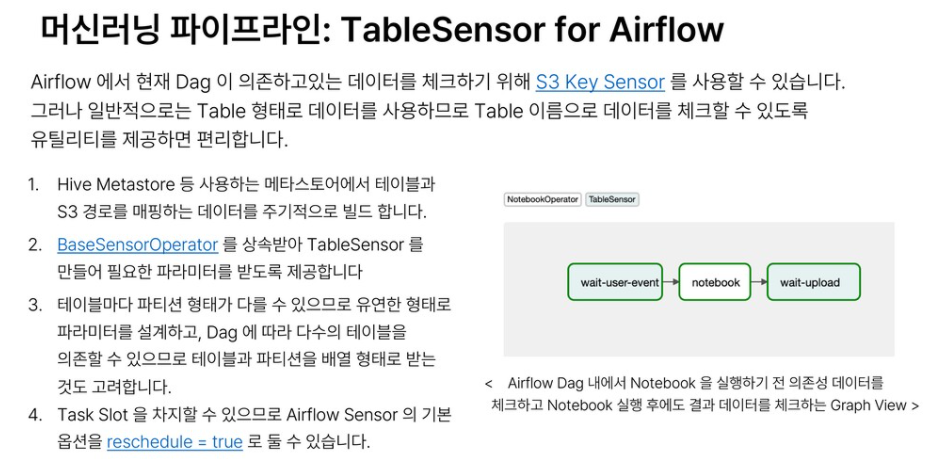 머신러닝 파이프라인: TableSensor for Airflow
Airflow 에서 현재 Dag 이 의존하고있는 데이터를 체크하기 위해 S3 Key Sensor 를 사용할 수 있습니다.
그러나 일반적으로는 Table 형태로 데이터를 사용하므로 Table 이름으로 데이터를 체크할 수 있도록
유틸리티를 제공하면 편리합니다.
1. Hive Metastore 등 사용하는 메타스토어에서 테이블과
S3 경로를 매핑하는 데이터를 주기적으로 빌드 합니다.
2. BaseSensorOperator 를 상속받아 TableSensor 를
만들어 필요한 파라미터를 받도록 제공합니다
3. 테이블마다 파티션 형태가 다를 수 있으므로 유연한 형태로
파라미터를 설계하고, Dag 에 따라 다수의 테이블을
의존할 수 있으므로 테이블과 파티션을 배열 형태로 받는
것도 고려합니다.
4. Task Slot 을 차지할 수 있으므로 Airflow Sensor 의 기본
옵션을 reschedule = true 로 둘 수 있습니다.
NotebookOperator TableSensor
wait-user-event notebook wait-upload
< Airflow Dag 내에서 Notebook 을 실행하기 전 의존성 데이터를
체크하고 Notebook 실행 후에도 결과 데이터를 체크하는 Graph View >